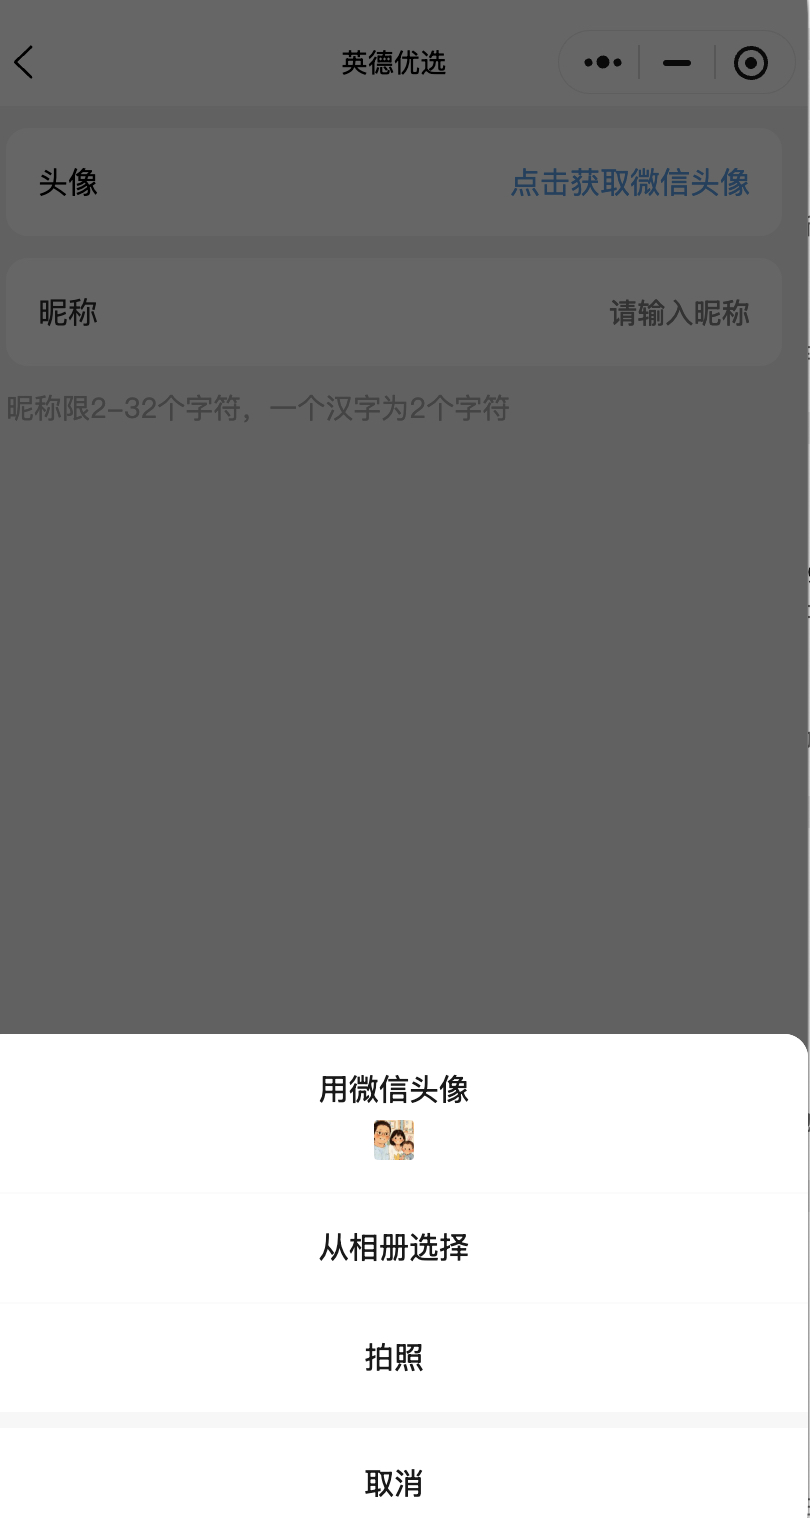 英德优选
头像 点击获取微信头像
昵称 请输入昵称
昵称限2-32个字符，一个汉字为2个字符
用微信头像
从相册选择
拍照
取消